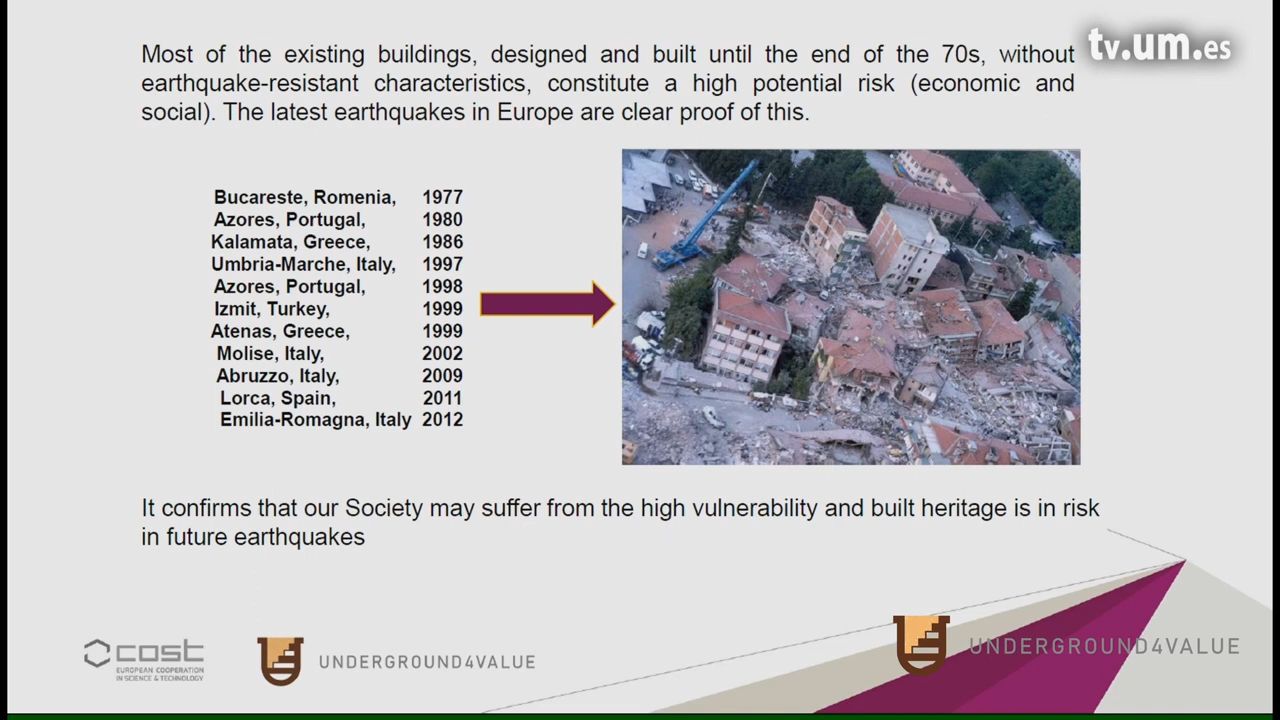 tv.um.es
Most of the existing buildings, designed and built until the end of the 70s, without
earthquake-resistant characteristics, constitute a high potential risk (economic and
social). The latest earthquakes in Europe are clear proof of this.
Bucareste, Romenia, 1977
Azores, Portugal, 1980
Kalamata, Greece, 1986
Umbria-Marche, Italy, 1997
Azores, Portugal, 1998
Izmit, Turkey, 1999
Atenas, Greece, 1999
Molise, Italy, 2002
Abruzzo, Italy, 2009
Lorca, Spain, 2011
Emilia-Romagna, Italy 2012
It confirms that our Society may suffer from the high vulnerability and built heritage is in risk
in future earthquakes
cost
EUROPEAN COOPERATION
IN SCIENCE & TECHNOLOGY
UNDERGROUND4VALUE
UNDERGROUND4VALUE